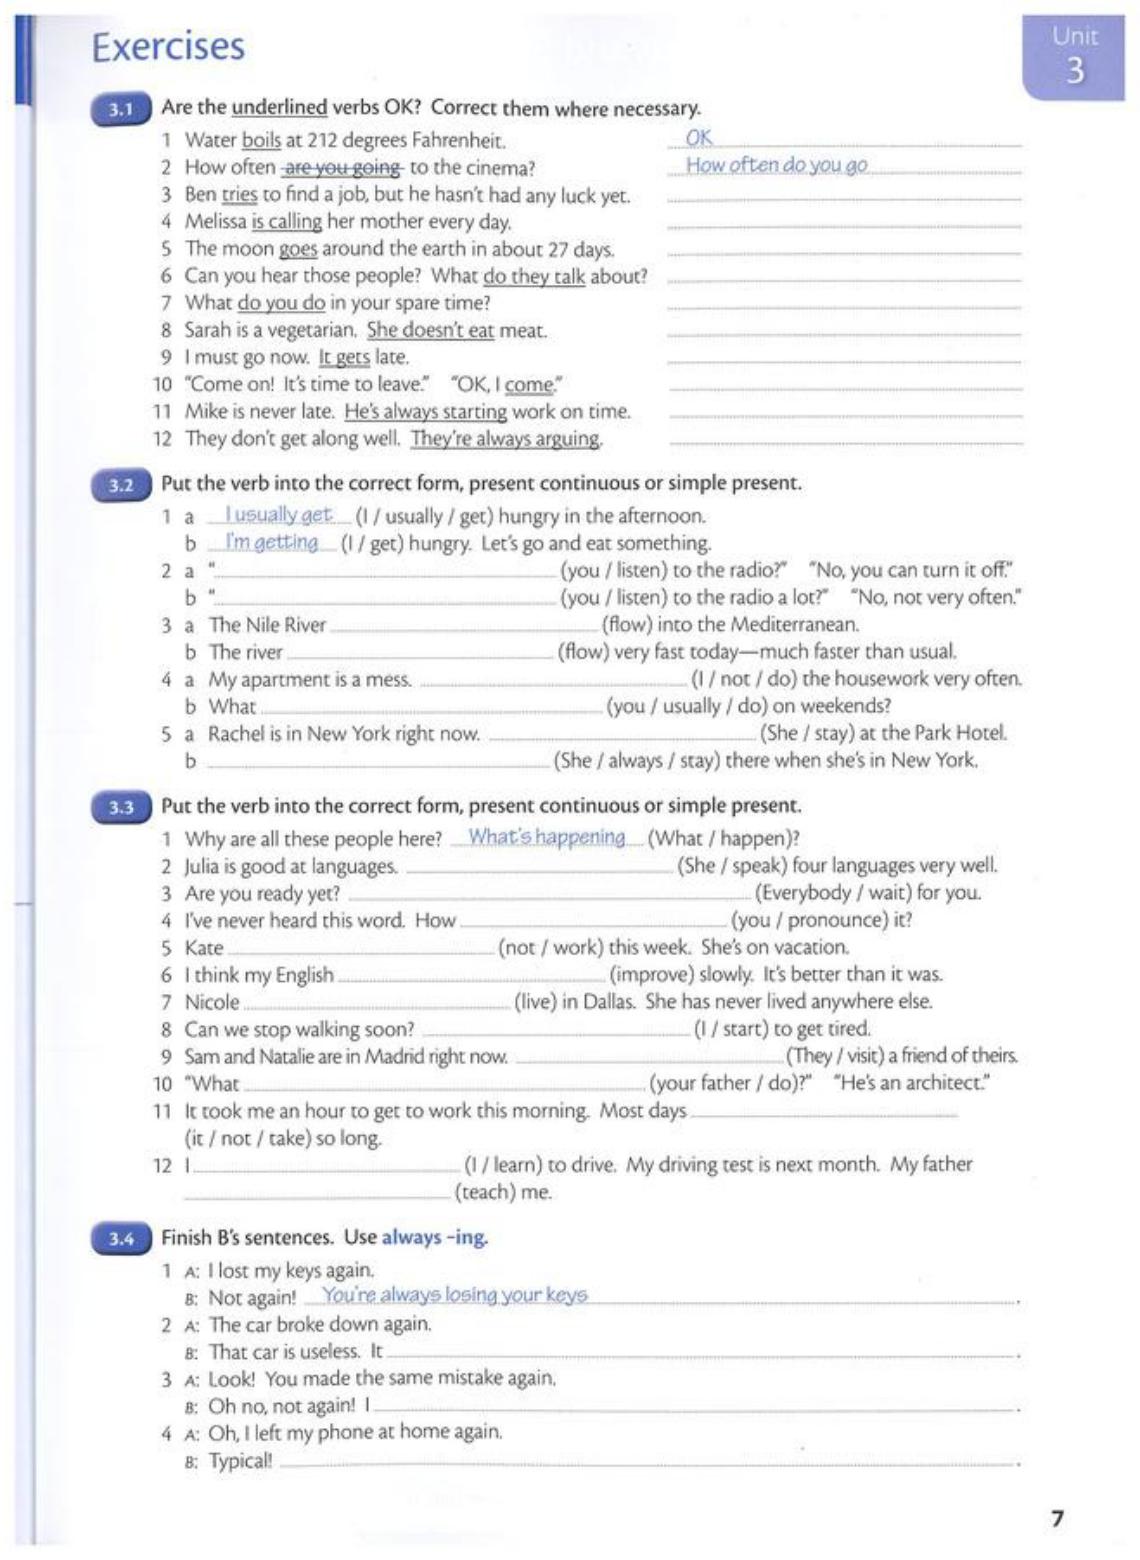 Exercises
Unit
3
3.1 Are the underlined verbs OK? Correct them where necessary.
1 Water boils at 212 degrees Fahrenheit. OK
2 How often are you going to the cinema? How often do you go
3 Ben tries to find a job, but he hasn't had any luck yet.
4 Melissa is calling her mother every day.
5 The moon goes around the earth in about 27 days.
6 Can you hear those people? What do they talk about?
7 What do you do in your spare time?
8 Sarah is a vegetarian. She doesn't eat meat.
9 I must go now. It gets late.
10 “Come on! It's time to leave.” “OK, I come.”
11 Mike is never late. He's always starting work on time.
12 They don't get along well. They're always arguing.
3.2 Put the verb into the correct form, present continuous or simple present.
1 a I usually get (I / usually / get) hungry in the afternoon.
b I'm getting (I / get) hungry. Let's go and eat something.
2 a “ (you / listen) to the radio?” “No, you can turn it off.”
b “ (you / listen) to the radio a lot?” “No, not very often.”
3 a The Nile River (flow) into the Mediterranean.
b The river (flow) very fast today—much faster than usual.
4 a My apartment is a mess. (I / not / do) the housework very often.
b What (you / usually / do) on weekends?
5 a Rachel is in New York right now. (She / stay) at the Park Hotel.
b (She / always / stay) there when she's in New York.
3.3 Put the verb into the correct form, present continuous or simple present.
1 Why are all these people here? What's happening (What / happen)?
2 Julia is good at languages. (She / speak) four languages very well.
3 Are you ready yet? (Everybody / wait) for you.
4 I've never heard this word. How (you / pronounce) it?
5 Kate (not / work) this week. She's on vacation.
6 I think my English (improve) slowly. It's better than it was.
7 Nicole (live) in Dallas. She has never lived anywhere else.
8 Can we stop walking soon? (I / start) to get tired.
9 Sam and Natalie are in Madrid right now. (They / visit) a friend of theirs.
10 “What (your father / do)?” “He's an architect.”
11 It took me an hour to get to work this morning. Most days
(it / not / take) so long.
12 I (I / learn) to drive. My driving test is next month. My father
(teach) me.
3.4 Finish B's sentences. Use always -ing.
1 A: I lost my keys again.
B: Not again! You're always losing your keys.
2 A: The car broke down again.
B: That car is useless. It .
3 A: Look! You made the same mistake again.
B: Oh no, not again! I .
4 A: Oh, I left my phone at home again.
B: Typical! .
7